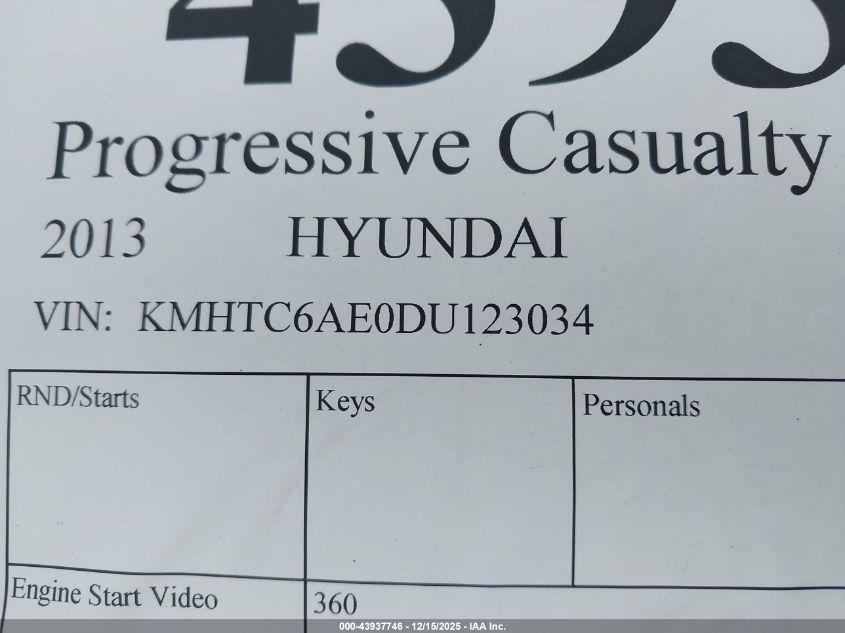 Progressive Casualty
2013 HYUNDAI
VIN: KMHTC6AE0DU123034
RND/Starts Keys Personals
Engine Start Video 360
000-43937746 - 12/15/2025 - IAA Inc.